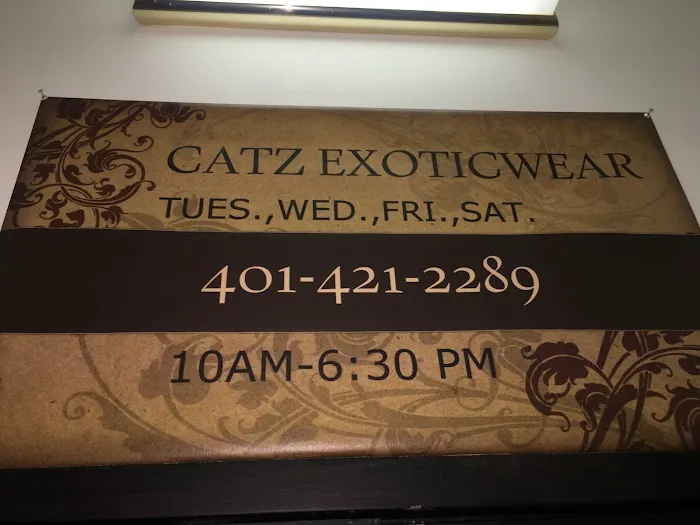 CATZ EXOTICWEAR
TUES.,WED.,FRI.,SAT.
401-421-2289
10AM-6:30 PM